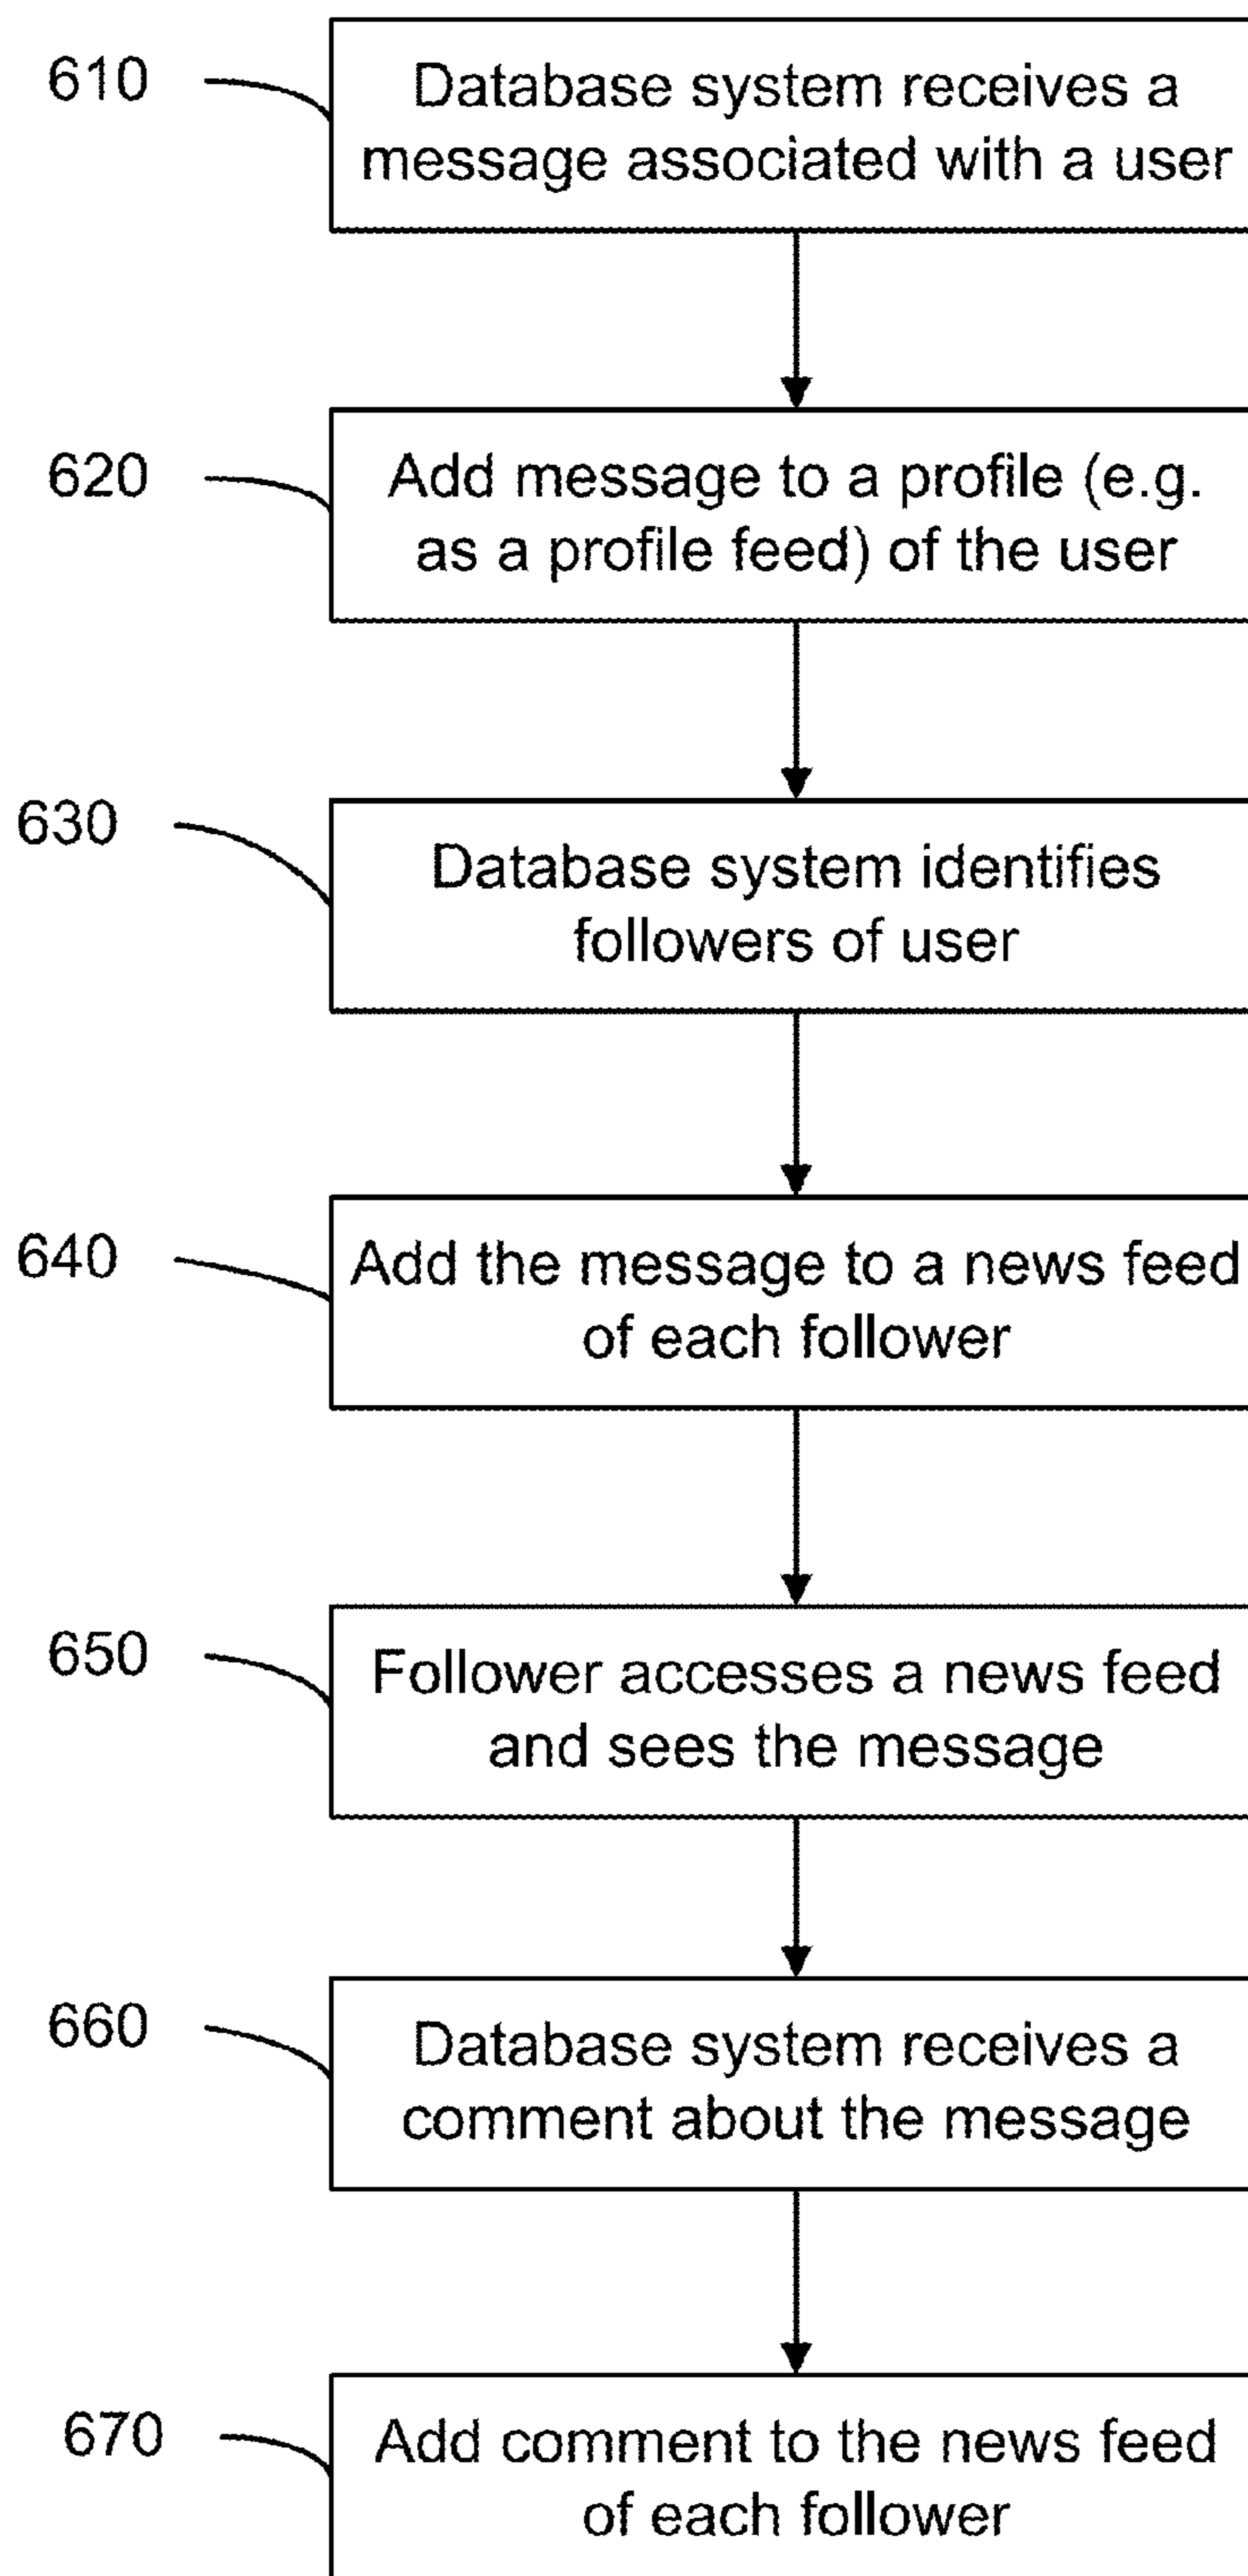 610
Database system receives a
message associated with a user
620
Add message to a profile (e.g.
as a profile feed) of the user
630
Database system identifies
followers of user
640
Add the message to a news feed
of each follower
650
Follower accesses a news feed
and sees the message
660
Database system receives a
comment about the message
670
Add comment to the news feed
of each follower